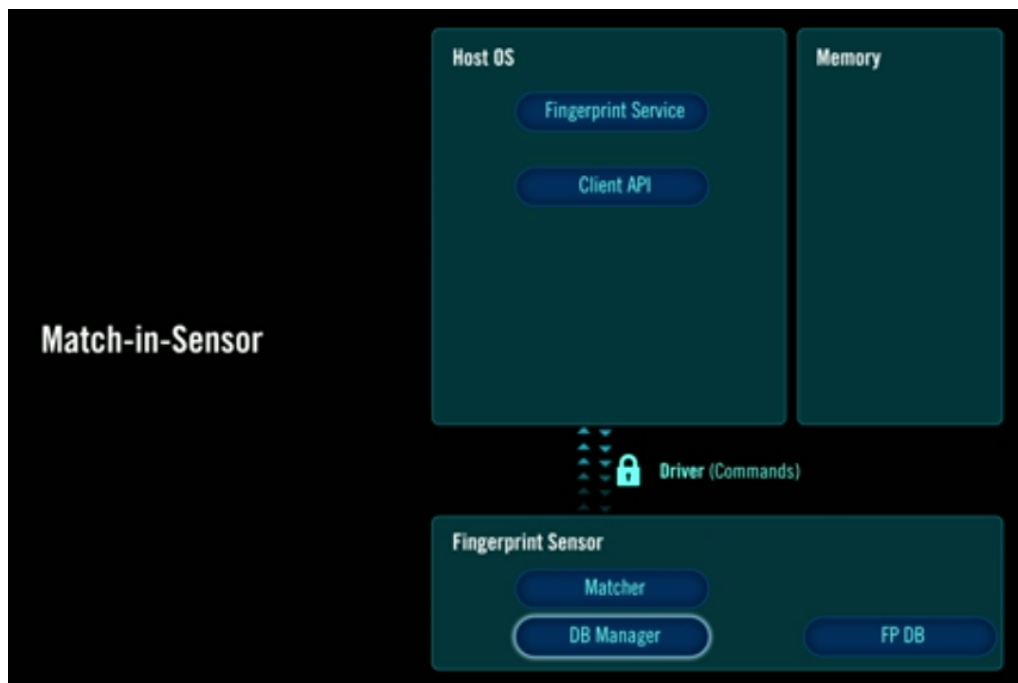 Host OS
Memory
Fingerprint Service
Client API
Match-in-Sensor
Driver (Commands)
Fingerprint Sensor
Matcher
DB Manager
FP DB